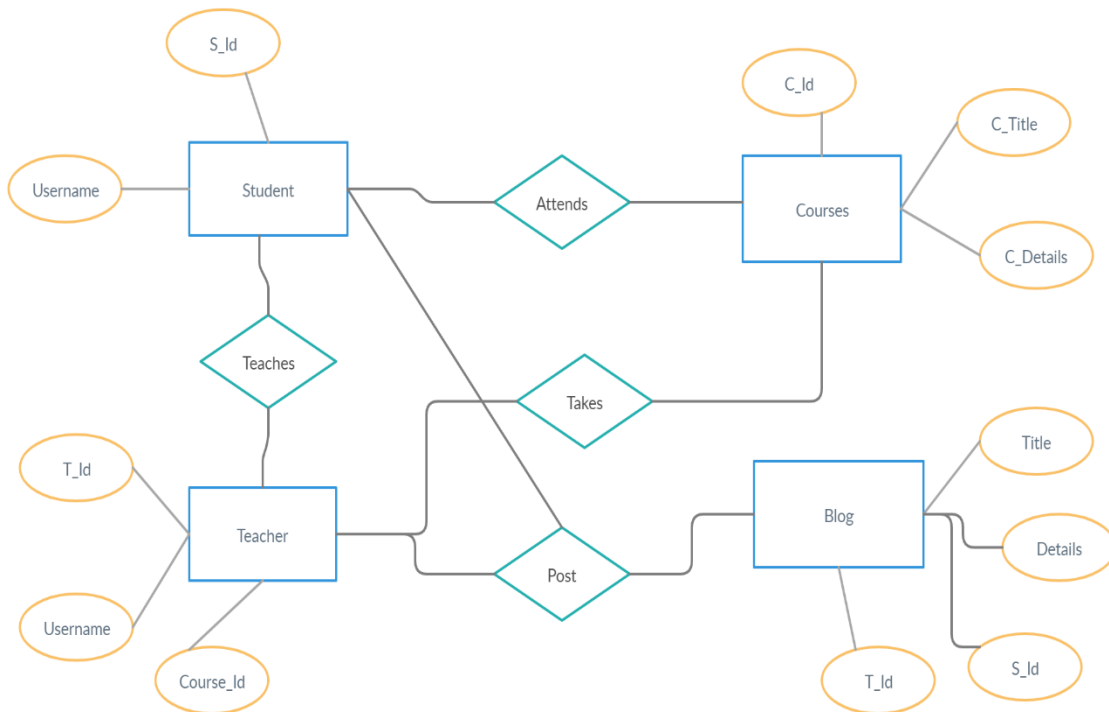 S_Id
C_Id
C_Title
Username
Student
Attends
Courses
C_Details
Teaches
Takes
T_Id
Title
Teacher
Blog
Details
Post
Username
Course_Id
T_Id
S_Id